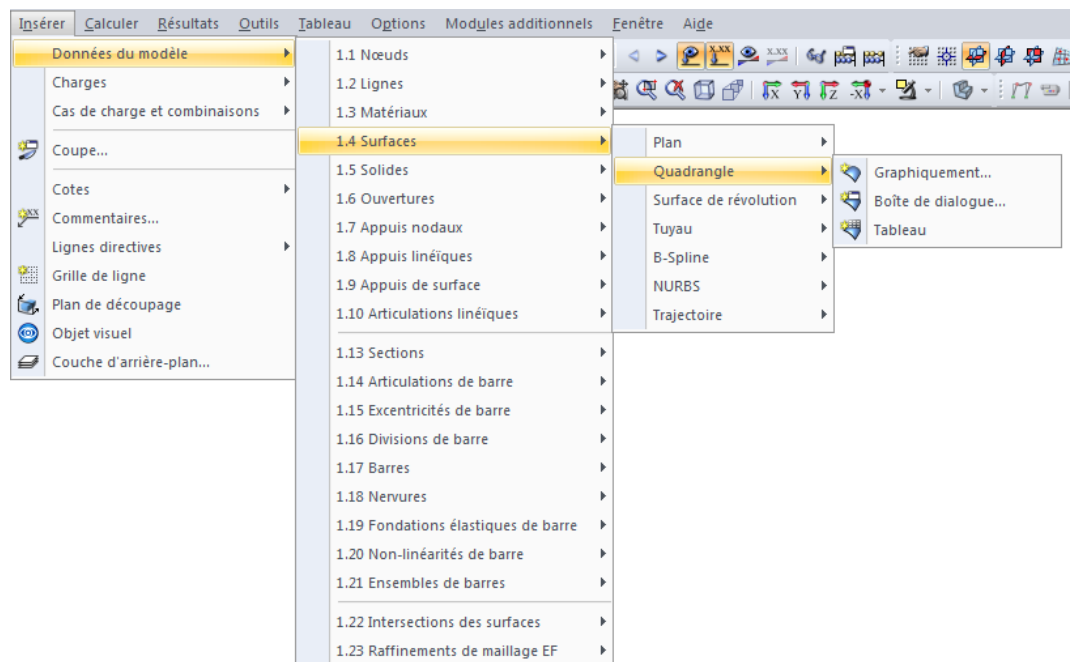 Insérer Calculer Résultats Outils Tableau Options Modules additionnels Fenêtre Aide
Données du modèle
Charges
Cas de charge et combinaisons
Coupe...
Cotes
Commentaires...
Lignes directives
Grille de ligne
Plan de découpage
Objet visuel
Couche d'arrière-plan...
1.1 Nœuds
1.2 Lignes
1.3 Matériaux
1.4 Surfaces
1.5 Solides
1.6 Ouvertures
1.7 Appuis nodaux
1.8 Appuis linéïques
1.9 Appuis de surface
1.10 Articulations linéïques
1.13 Sections
1.14 Articulations de barre
1.15 Excentricités de barre
1.16 Divisions de barre
1.17 Barres
1.18 Nervures
1.19 Fondations élastiques de barre
1.20 Non-linéarités de barre
1.21 Ensembles de barres
1.22 Intersections des surfaces
1.23 Raffinements de maillage EF
Plan
Quadrangle
Surface de révolution
Tuyau
B-Spline
NURBS
Trajectoire
Graphiquement...
Boîte de dialogue...
Tableau